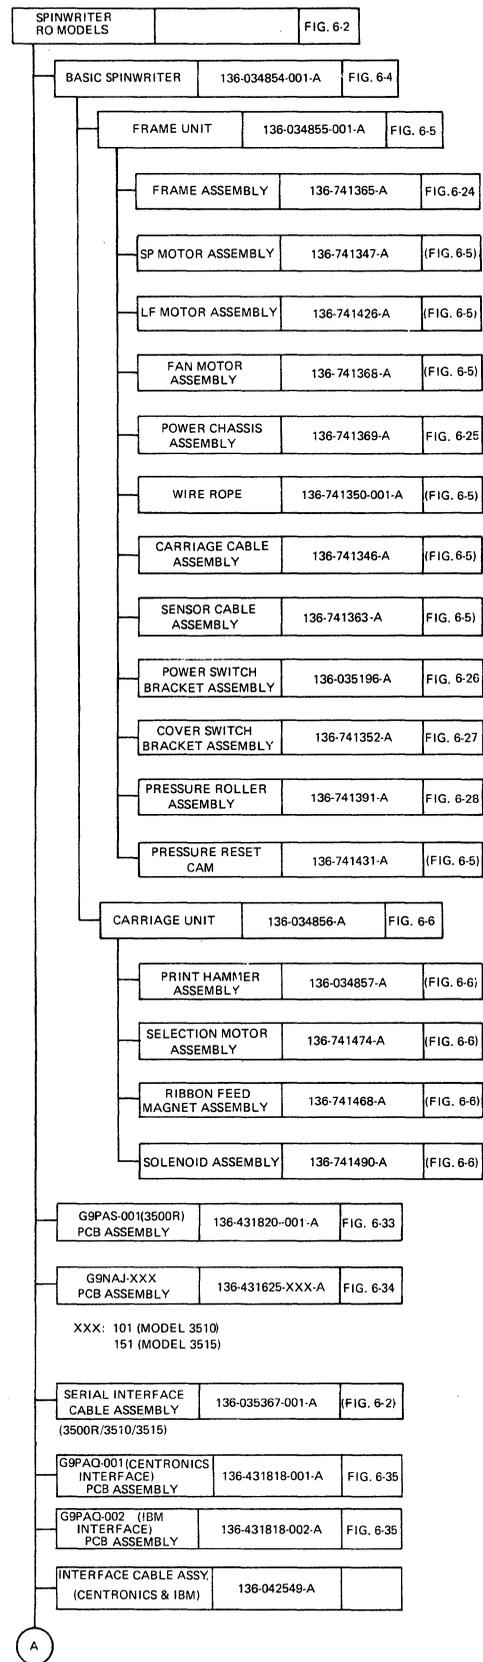 SPINWRITER
RO MODELS
FIG. 6-2
BASIC SPINWRITER 136-034854-001-A FIG. 6-4
FRAME UNIT 136-034855-001-A FIG. 6-5
FRAME ASSEMBLY 136-741365-A FIG.6-24
SP MOTOR ASSEMBLY 136-741347-A (FIG. 6-5)
LF MOTOR ASSEMBLY 136-741426-A (FIG. 6-5)
FAN MOTOR
ASSEMBLY
136-741368-A (FIG. 6-5)
POWER CHASSIS
ASSEMBLY
136-741369-A FIG. 6-25
WIRE ROPE 136-741350-001-A (FIG. 6-5)
CARRIAGE CABLE
ASSEMBLY
136-741346-A (FIG. 6-5)
SENSOR CABLE
ASSEMBLY
136-741363-A (FIG. 6-5)
POWER SWITCH
BRACKET ASSEMBLY
136-035196-A FIG. 6-26
COVER SWITCH
BRACKET ASSEMBLY
136-741352-A FIG. 6-27
PRESSURE ROLLER
ASSEMBLY
136-741391-A FIG. 6-28
PRESSURE RESET
CAM
136-741431-A (FIG. 6-5)
CARRIAGE UNIT 136-034856-A FIG. 6-6
PRINT HAMMER
ASSEMBLY
136-034857-A (FIG. 6-6)
SELECTION MOTOR
ASSEMBLY
136-741474-A (FIG. 6-6)
RIBBON FEED
MAGNET ASSEMBLY
136-741468-A (FIG. 6-6)
SOLENOID ASSEMBLY 136-741490-A (FIG. 6-6)
G9PAS-001(3500R)
PCB ASSEMBLY
136-431820-001-A FIG. 6-33
G9NAJ-XXX
PCB ASSEMBLY
136-431625-XXX-A FIG. 6-34
XXX: 101 (MODEL 3510)
151 (MODEL 3515)
SERIAL INTERFACE
CABLE ASSEMBLY
136-035367-001-A (FIG. 6-2)
(3500R/3510/3515)
G9PAQ-001(CENTRONICS
INTERFACE)
PCB ASSEMBLY
136-431818-001-A FIG. 6-35
G9PAQ-002 (IBM
INTERFACE)
PCB ASSEMBLY
136-431818-002-A FIG. 6-35
INTERFACE CABLE ASSY.
(CENTRONICS & IBM)
136-042549-A
A